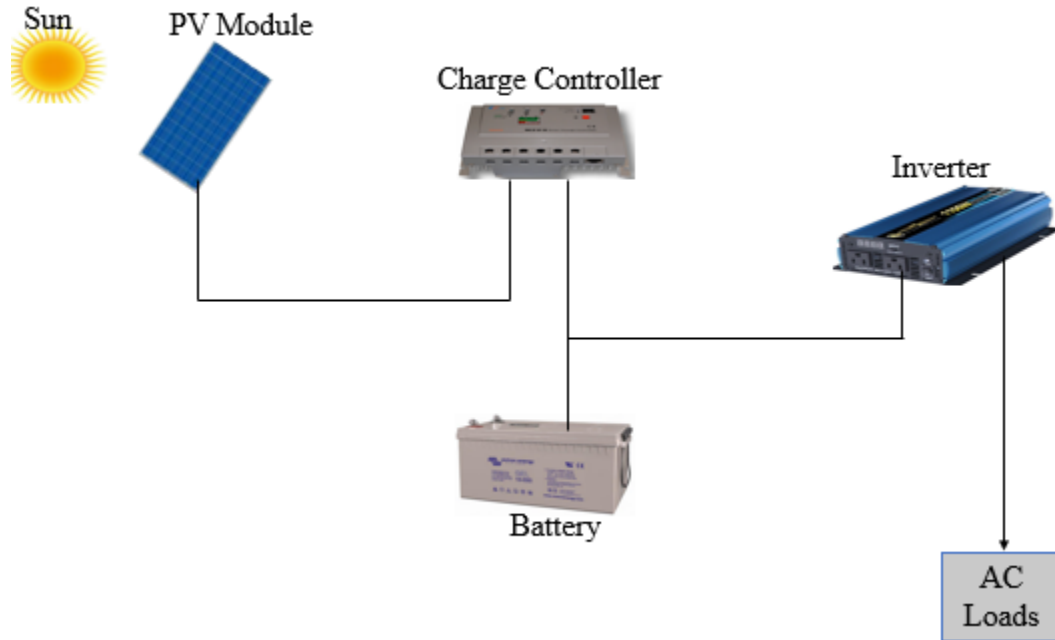 Sun
PV Module
Charge Controller
Inverter
Battery
AC
Loads